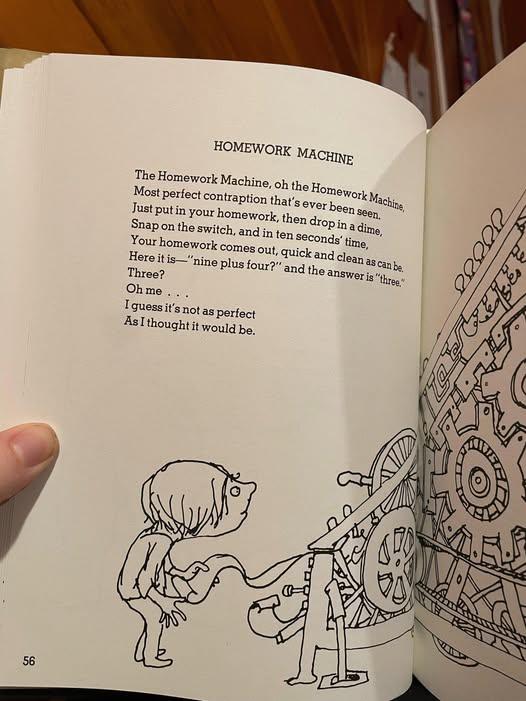 HOMEWORK MACHINE
The Homework Machine, oh the Homework Machine,
Most perfect contraption that's ever been seen.
Just put in your homework, then drop in a dime,
Snap on the switch, and in ten seconds' time,
Your homework comes out, quick and clean as can be.
Here it is—"nine plus four?" and the answer is "three."
Three?
Oh me . . .
I guess it's not as perfect
As I thought it would be.
56